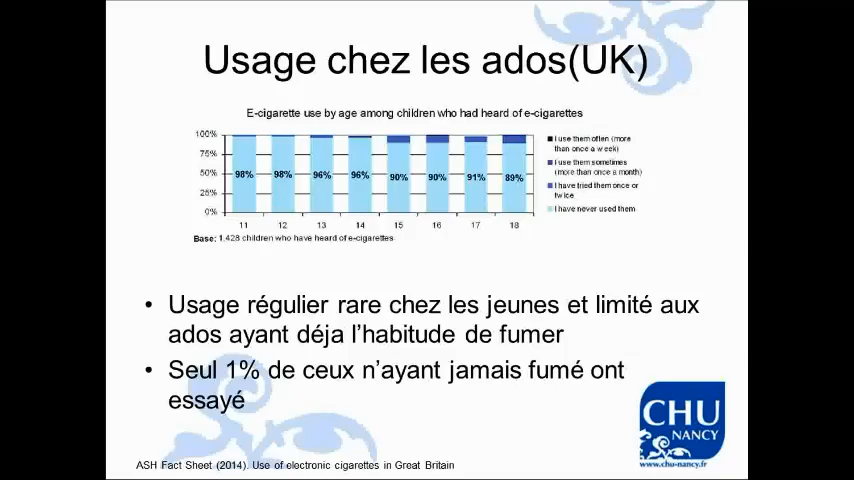 Usage chez les ados(UK)
E-cigarette use by age among children who had heard of e-cigarettes
100%
75%
50%
25%
0%
98% 98% 96% 96% 90% 90% 91% 89%
11 12 13 14 15 16 17 18
I use them often (more
than once a week)
I use them sometimes
(more than once a month)
I have tried them once or
twice
I have never used them
Base: 1,428 children who have heard of e-cigarettes
• Usage régulier rare chez les jeunes et limité aux
ados ayant déja l’habitude de fumer
• Seul 1% de ceux n’ayant jamais fumé ont
essayé
CHU
NANCY
www.chu-nancy.fr
ASH Fact Sheet (2014). Use of electronic cigarettes in Great Britain